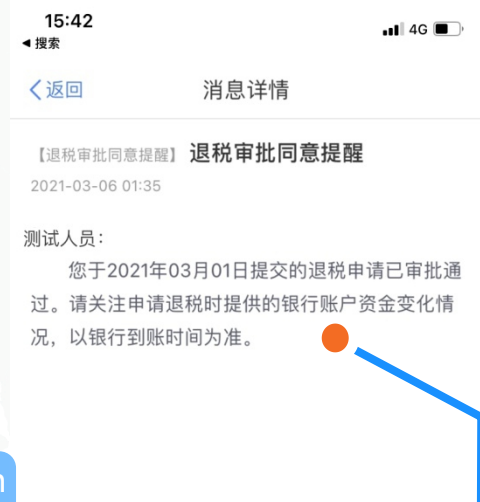 15:42
4G
搜索
返回
消息详情
【退税审批同意提醒】 退税审批同意提醒
2021-03-06 01:35
测试人员：
您于2021年03月01日提交的退税申请已审批通
过。请关注申请退税时提供的银行账户资金变化情
况，以银行到账时间为准。